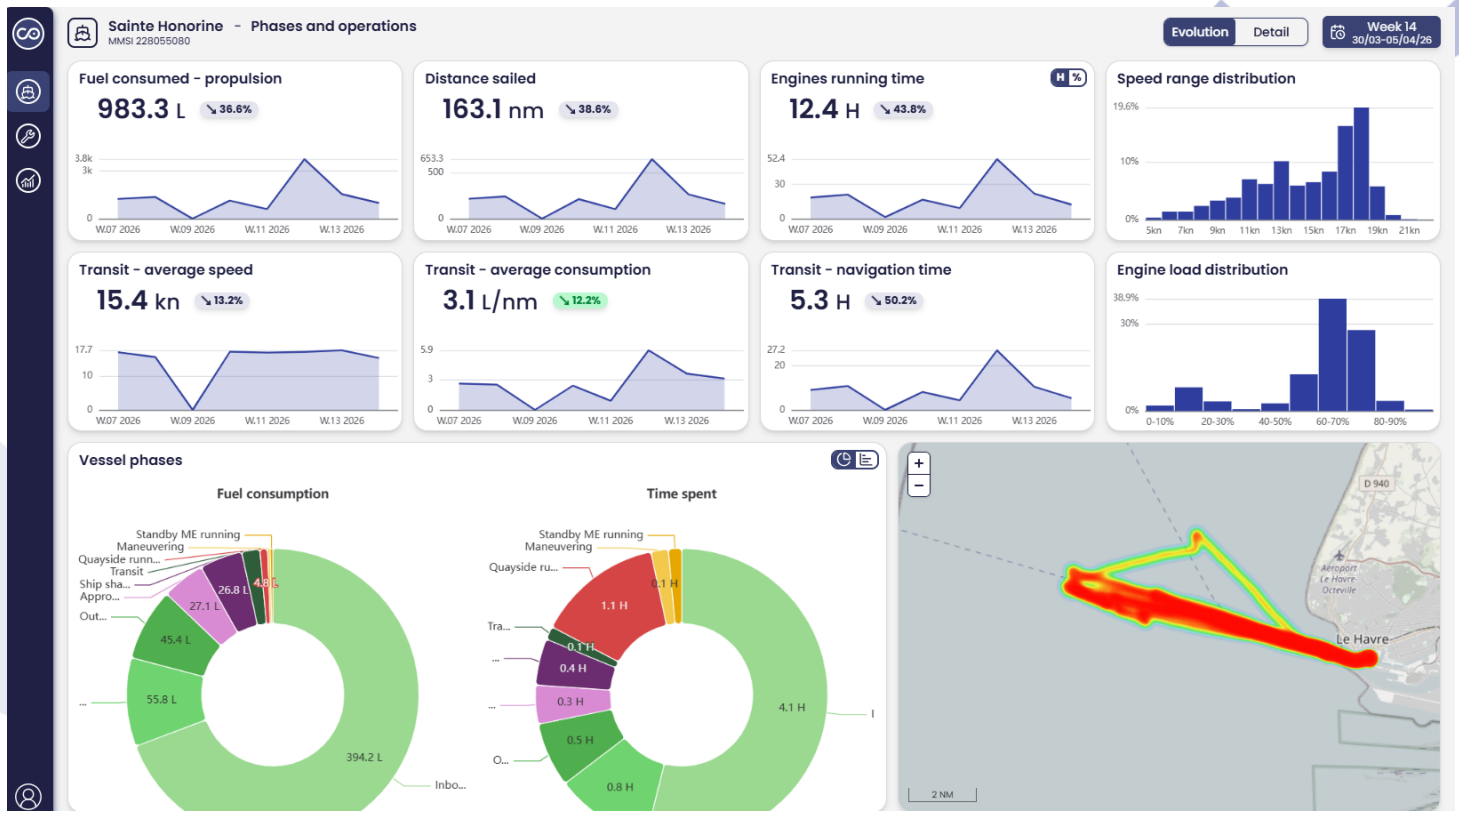 Sainte Honorine - Phases and operations
MMSI 228055080
Evolution Detail
Week 14
30/03-05/04/26
Fuel consumed - propulsion
983.3 L ↘ 36.6%
3.8k
3k
0
W.07 2026 W.09 2026 W.11 2026 W.13 2026
Distance sailed
163.1 nm ↘ 38.6%
653.3
500
0
W.07 2026 W.09 2026 W.11 2026 W.13 2026
Engines running time
H %
12.4 H ↘ 43.8%
52.4
30
0
W.07 2026 W.09 2026 W.11 2026 W.13 2026
Speed range distribution
19.6%
10%
0%
5kn 7kn 9kn 11kn 13kn 15kn 17kn 19kn 21kn
Transit - average speed
15.4 kn ↘ 13.2%
17.7
10
0
W.07 2026 W.09 2026 W.11 2026 W.13 2026
Transit - average consumption
3.1 L/nm ↘ 12.2%
5.9
3
0
W.07 2026 W.09 2026 W.11 2026 W.13 2026
Transit - navigation time
5.3 H ↘ 50.2%
27.2
20
0
W.07 2026 W.09 2026 W.11 2026 W.13 2026
Engine load distribution
38.9%
30%
0%
0-10% 20-30% 40-50% 60-70% 80-90%
Vessel phases
Fuel consumption
Standby ME running
Maneuvering
Quayside runn...
Transit
Ship sha...
Appro...
Out...
...
4.8 L
26.8 L
27.1 L
45.4 L
55.8 L
394.2 L
Inbo...
Time spent
Standby ME running
Maneuvering
Quayside ru...
Tra...
...
...
O...
0.1 H
1.1 H
0.1 H
0.4 H
0.3 H
0.5 H
0.8 H
4.1 H
I
+
−
D 940
Aéroport
Le Havre-
Octeville
Le Havre
2 NM